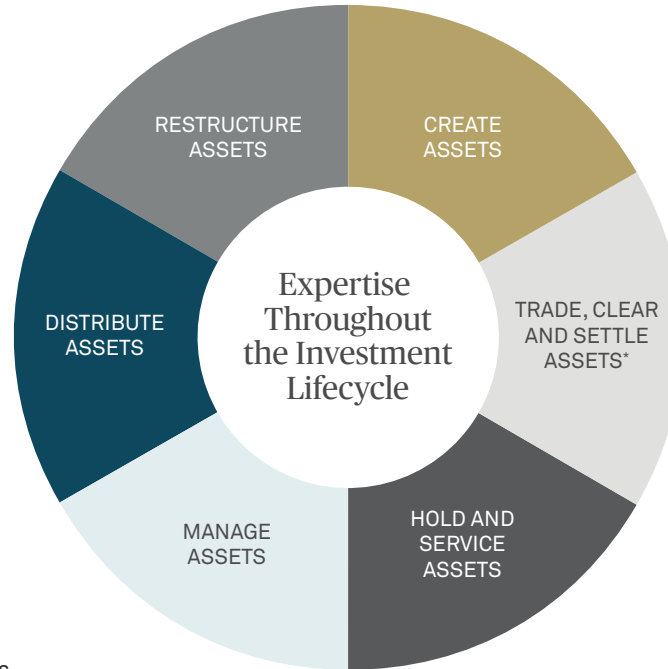 RESTRUCTURE
ASSETS
CREATE
ASSETS
DISTRIBUTE
ASSETS
Expertise
Throughout
the Investment
Lifecycle
TRADE, CLEAR
AND SETTLE
ASSETS*
MANAGE
ASSETS
HOLD AND
SERVICE
ASSETS